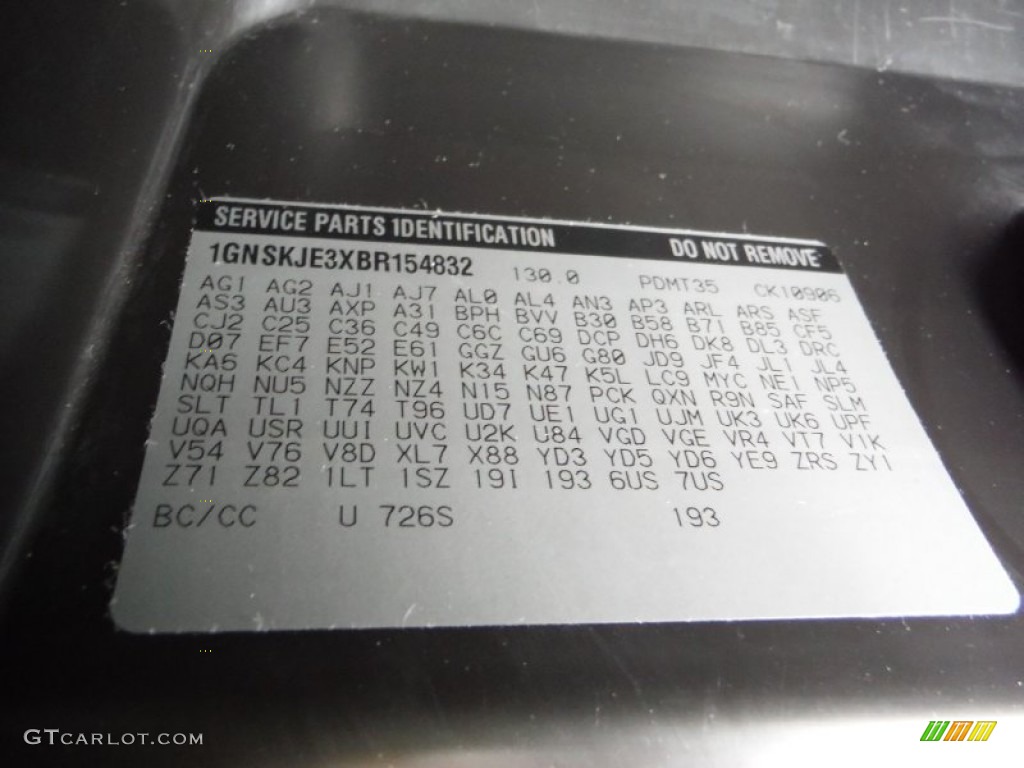 SERVICE PARTS IDENTIFICATION DO NOT REMOVE
1GNSKJE3XBR154832 130.0 PDMT35 CK10906
AG1 AG2 AJ1 AJ7 AL0 AL4 AN3 AP3 ARL ARS ASF
AS3 AU3 AXP A31 BPH BVV B30 B58 B71 B85 CF5
CJ2 C25 C36 C49 C6C C69 DCP DH6 DK8 DL3 DRC
D07 EF7 E52 E61 GGZ GU6 G80 JD9 JF4 JL1 JL4
KA6 KC4 KNP KW1 K34 K47 K5L LC9 MYC NE1 NP5
NQH NU5 NZZ NZ4 N15 N87 PCK QXN R9N SAF SLM
SLT TL1 T74 T96 UD7 UE1 UG1 UJM UK3 UK6 UPF
UQA USR UUI UVC U2K U84 VGD VGE VR4 VT7 V1K
V54 V76 V8D XL7 X88 YD3 YD5 YD6 YE9 ZRS ZY1
Z71 Z82 1LT 1SZ 19I 193 6US 7US
BC/CC U 726S 193
GTCARLOT.COM